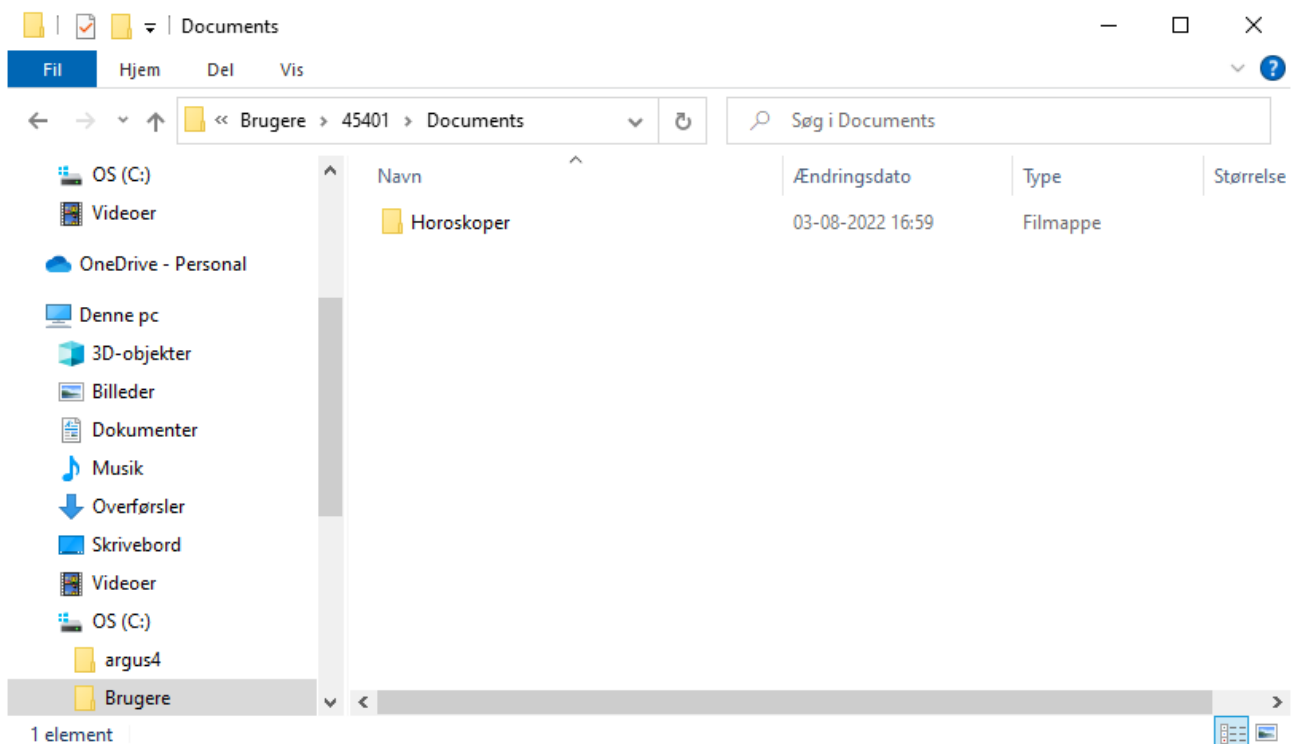 Documents
Fil Hjem Del Vis
« Brugere > 45401 > Documents Søg i Documents
OS (C:)
Videoer
OneDrive - Personal
Denne pc
3D-objekter
Billeder
Dokumenter
Musik
Overførsler
Skrivebord
Videoer
OS (C:)
argus4
Brugere
Navn Ændringsdato Type Størrelse
Horoskoper 03-08-2022 16:59 Filmappe
1 element